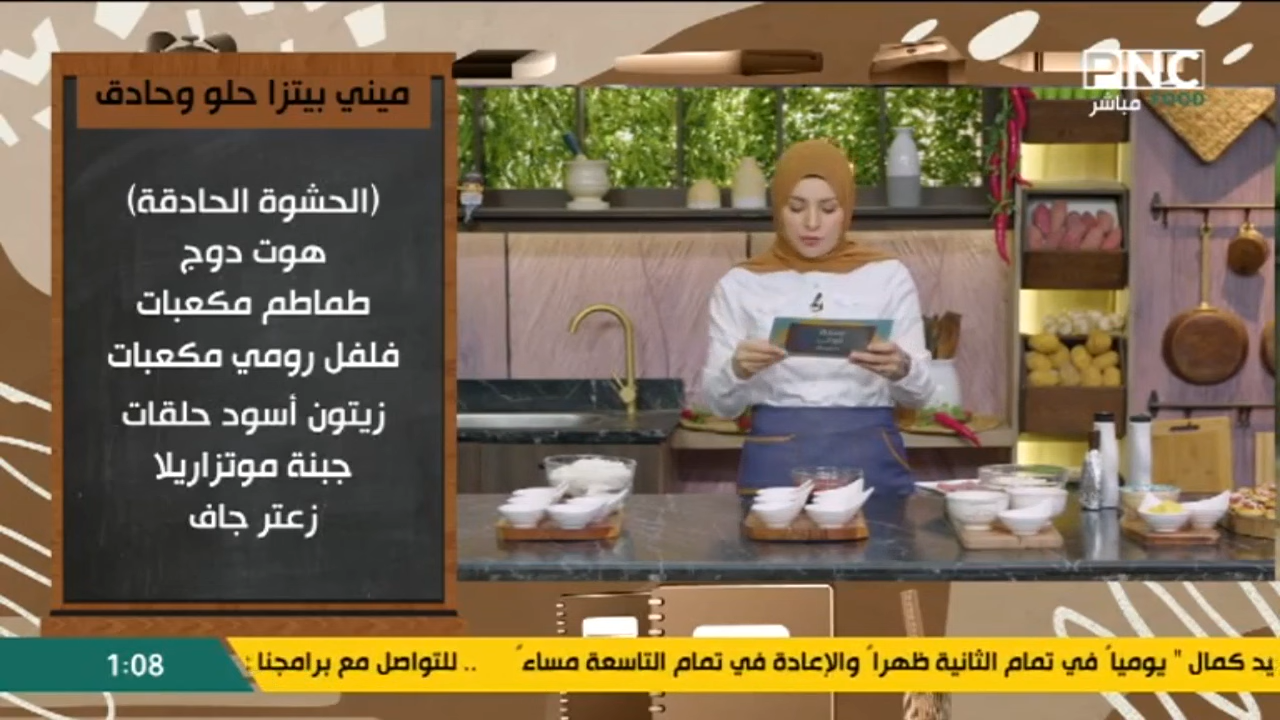 ميني بيتزا حلو وحادق
(الحشوة الحادقة)
هوت دوج
طماطم مكعبات
فلفل رومي مكعبات
زيتون أسود حلقات
جبنة موتزاريلا
زعتر جاف
PNC
FOOD
مباشر
يد كمال " يومياً في تمام الثانية ظهراً والإعادة في تمام التاسعة مساءً .. للتواصل مع برامجنا :
1:08